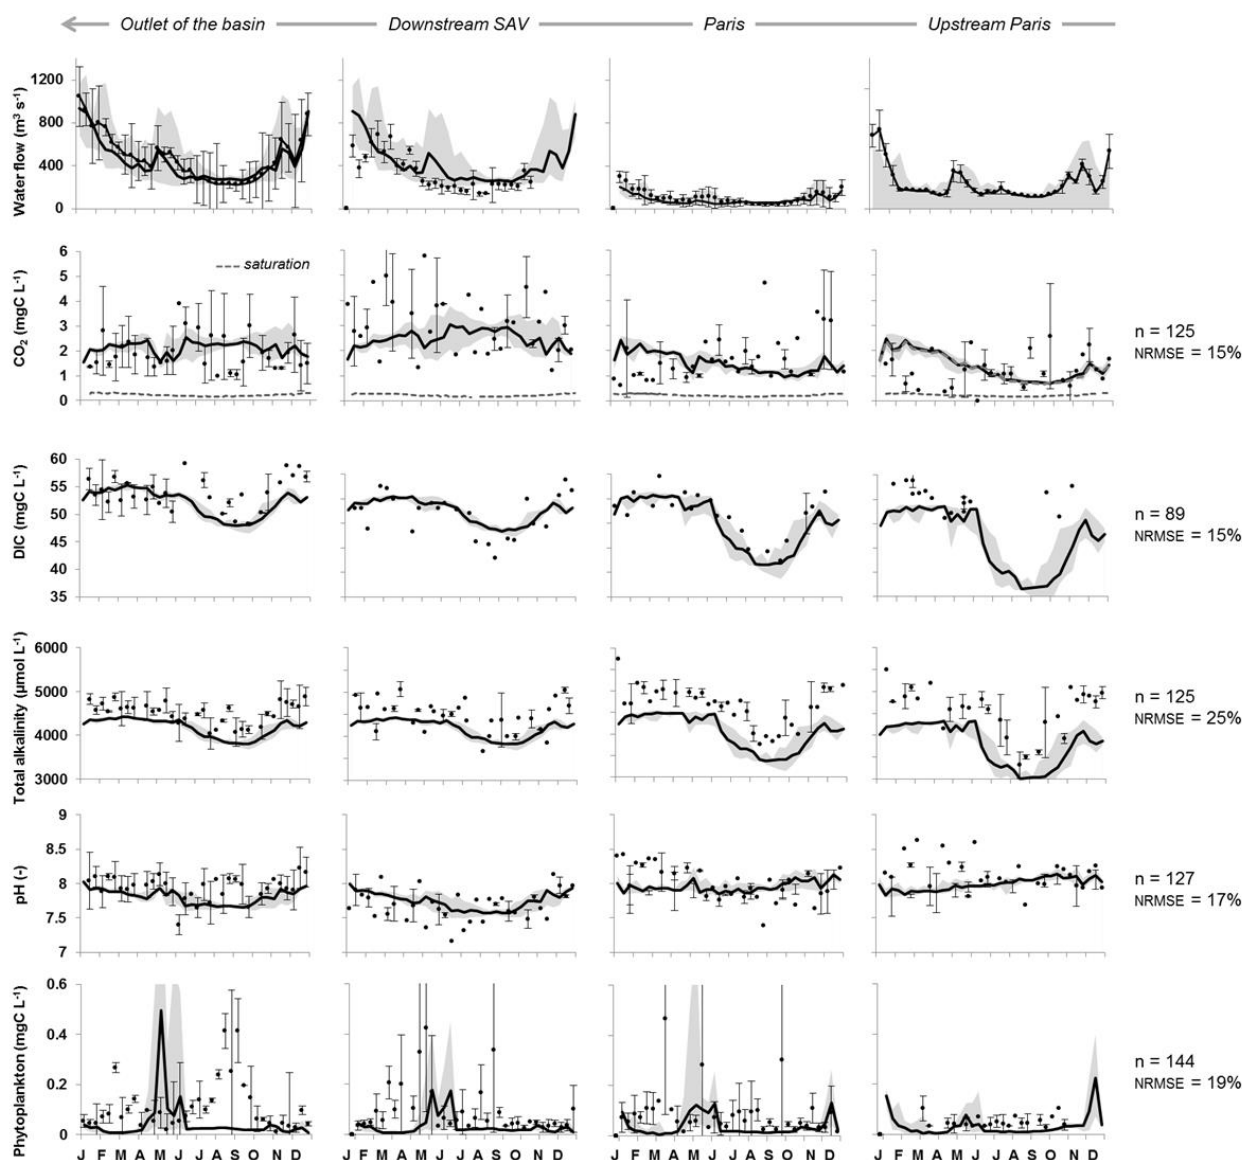 Outlet of the basin Downstream SAV Paris Upstream Paris
Water flow (m³ s⁻¹)
1200
800
400
0
CO₂ (mgC L⁻¹)
6
5
4
3
2
1
0
saturation
n = 125
NRMSE = 15%
DIC (mgC L⁻¹)
60
55
50
45
40
35
n = 89
NRMSE = 15%
Total alkalinity (µmol L⁻¹)
6000
5000
4000
3000
n = 125
NRMSE = 25%
pH (-)
9
8.5
8
7.5
7
n = 127
NRMSE = 17%
Phytoplankton (mgC L⁻¹)
0.6
0.4
0.2
0
n = 144
NRMSE = 19%
J F M A M J J A S O N D J F M A M J J A S O N D J F M A M J J A S O N D J F M A M J J A S O N D